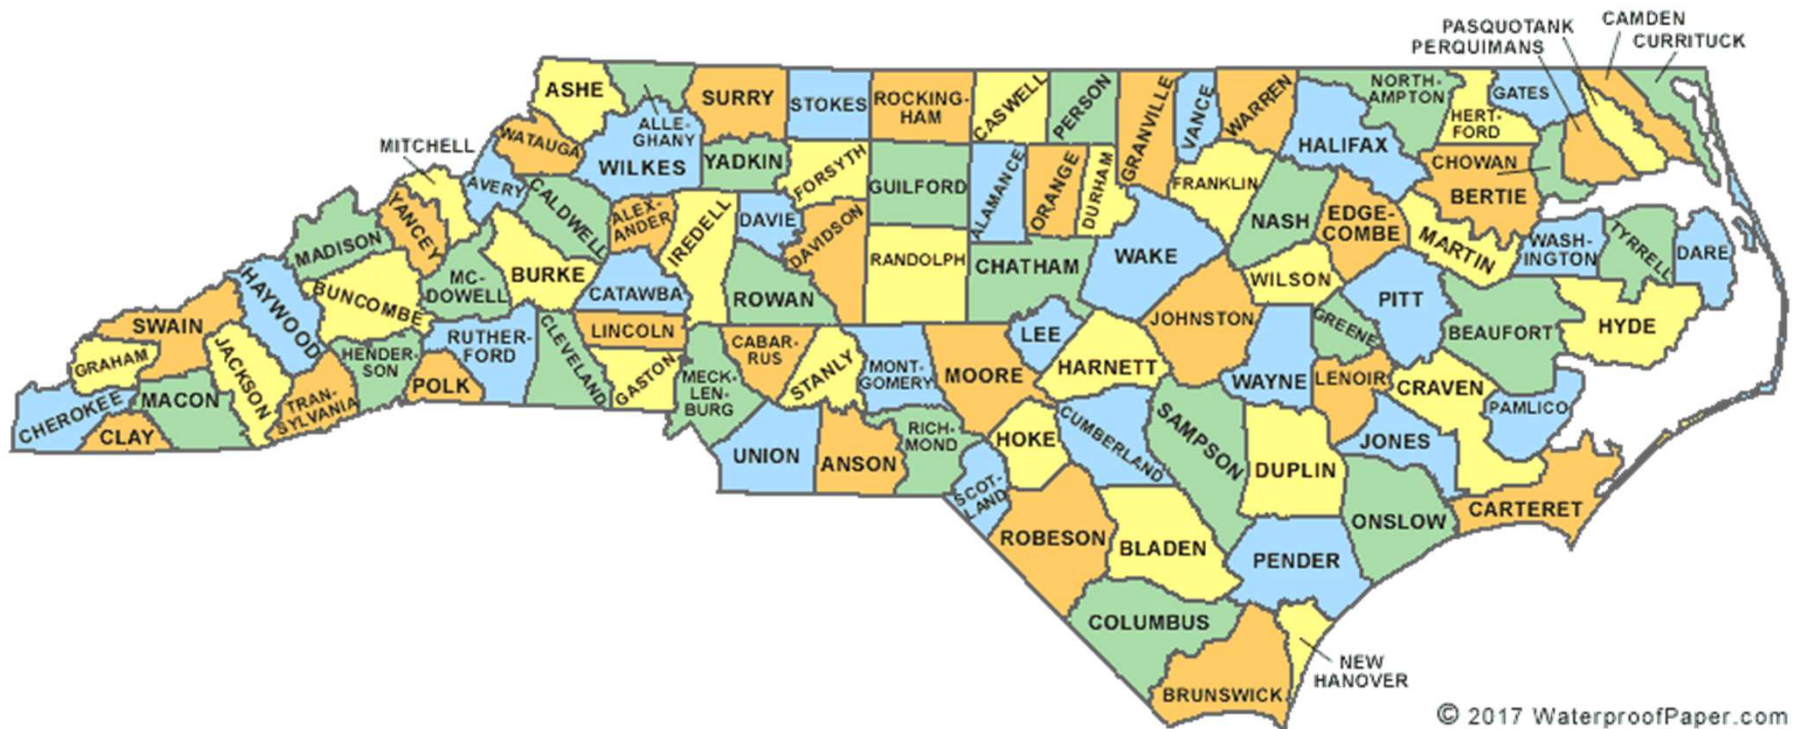 PASQUOTANK
CAMDEN
PERQUIMANS
CURRITUCK
ASHE
ALLE-
GHANY
SURRY
STOKES
ROCKING-
HAM
CASWELL
PERSON
GRANVILLE
VANCE
WARREN
NORTH-
AMPTON
HERT-
FORD
GATES
HALIFAX
MITCHELL
WATAUGA
WILKES
YADKIN
FORSYTH
GUILFORD
ALAMANCE
ORANGE
DURHAM
FRANKLIN
NASH
EDGE-
COMBE
CHOWAN
BERTIE
AVERY
CALDWELL
ALEX-
ANDER
IREDELL
DAVIE
DAVIDSON
RANDOLPH
CHATHAM
WAKE
WILSON
MARTIN
WASH-
INGTON
TYRRELL
DARE
YANCEY
MADISON
MC-
DOWELL
BURKE
CATAWBA
ROWAN
PITT
HAYWOOD
BUNCOMBE
SWAIN
GRAHAM
JACKSON
HENDER-
SON
RUTHER-
FORD
CLEVELAND
LINCOLN
GASTON
CABAR-
RUS
STANLY
MONT-
GOMERY
MOORE
LEE
HARNETT
JOHNSTON
GREENE
BEAUFORT
HYDE
CHEROKEE
CLAY
MACON
TRAN-
SYLVANIA
POLK
MECK-
LEN-
BURG
UNION
ANSON
RICH-
MOND
HOKE
CUMBERLAND
SAMPSON
WAYNE
LENOIR
CRAVEN
PAMLICO
JONES
SCOT-
LAND
ROBESON
BLADEN
DUPLIN
ONSLOW
CARTERET
PENDER
COLUMBUS
BRUNSWICK
NEW
HANOVER
© 2017 WaterproofPaper.com